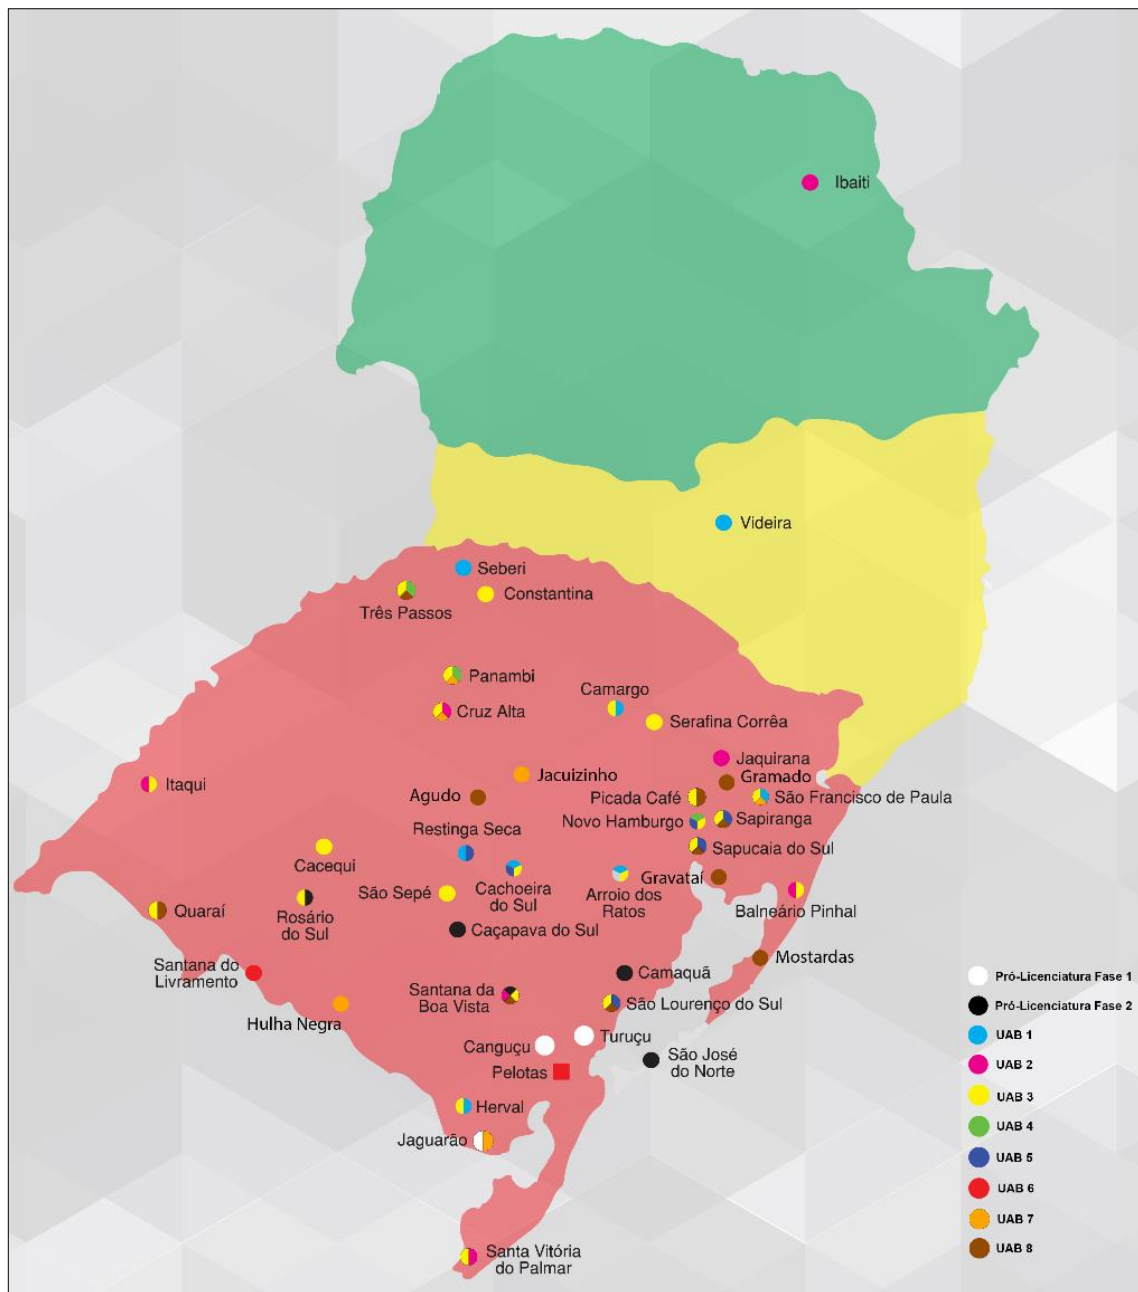 Ibaiti
Videira
Seberi
Constantina
Três Passos
Panambi
Camargo
Cruz Alta
Serafina Corrêa
Jaquirana
Gramado
Itaqui
Jacuizinho
Agudo
Picada Café
São Francisco de Paula
Novo Hamburgo
Sapiranga
Restinga Seca
Sapucaia do Sul
Cacequi
São Sepé
Cachoeira
do Sul
Arroio dos
Ratos
Gravataí
Quaraí
Rosário
do Sul
Balneário Pinhal
Caçapava do Sul
Mostardas
Santana do
Livramento
Camaquã
Santana da
Boa Vista
São Lourenço do Sul
Hulha Negra
Turuçu
Canguçu
São José
do Norte
Pelotas
Herval
Jaguarão
Santa Vitória
do Palmar
Pró-Licenciatura Fase 1
Pró-Licenciatura Fase 2
UAB 1
UAB 2
UAB 3
UAB 4
UAB 5
UAB 6
UAB 7
UAB 8